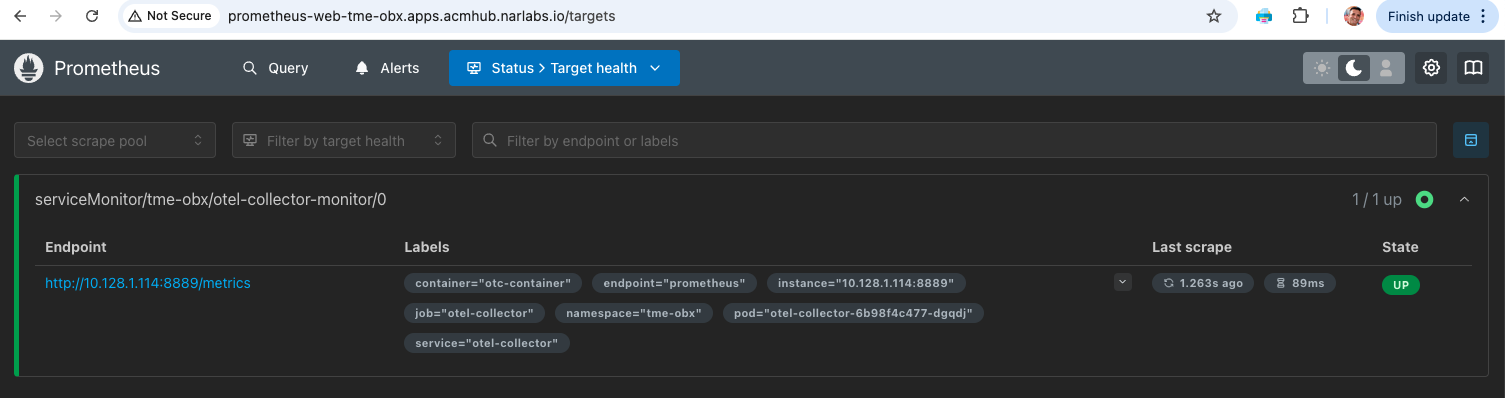 Not Secure prometheus-web-tme-obx.apps.acmhub.narlabs.io/targets Finish update
Prometheus Query Alerts Status > Target health
Select scrape pool Filter by target health Filter by endpoint or labels
serviceMonitor/tme-obx/otel-collector-monitor/0 1 / 1 up
Endpoint Labels Last scrape State
http://10.128.1.114:8889/metrics container="otc-container" endpoint="prometheus" instance="10.128.1.114:8889" 1.263s ago 89ms UP
job="otel-collector" namespace="tme-obx" pod="otel-collector-6b98f4c477-dgqdj"
service="otel-collector"